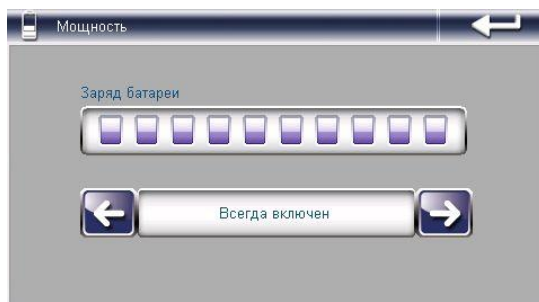 Мощность
Заряд батареи
Всегда включен